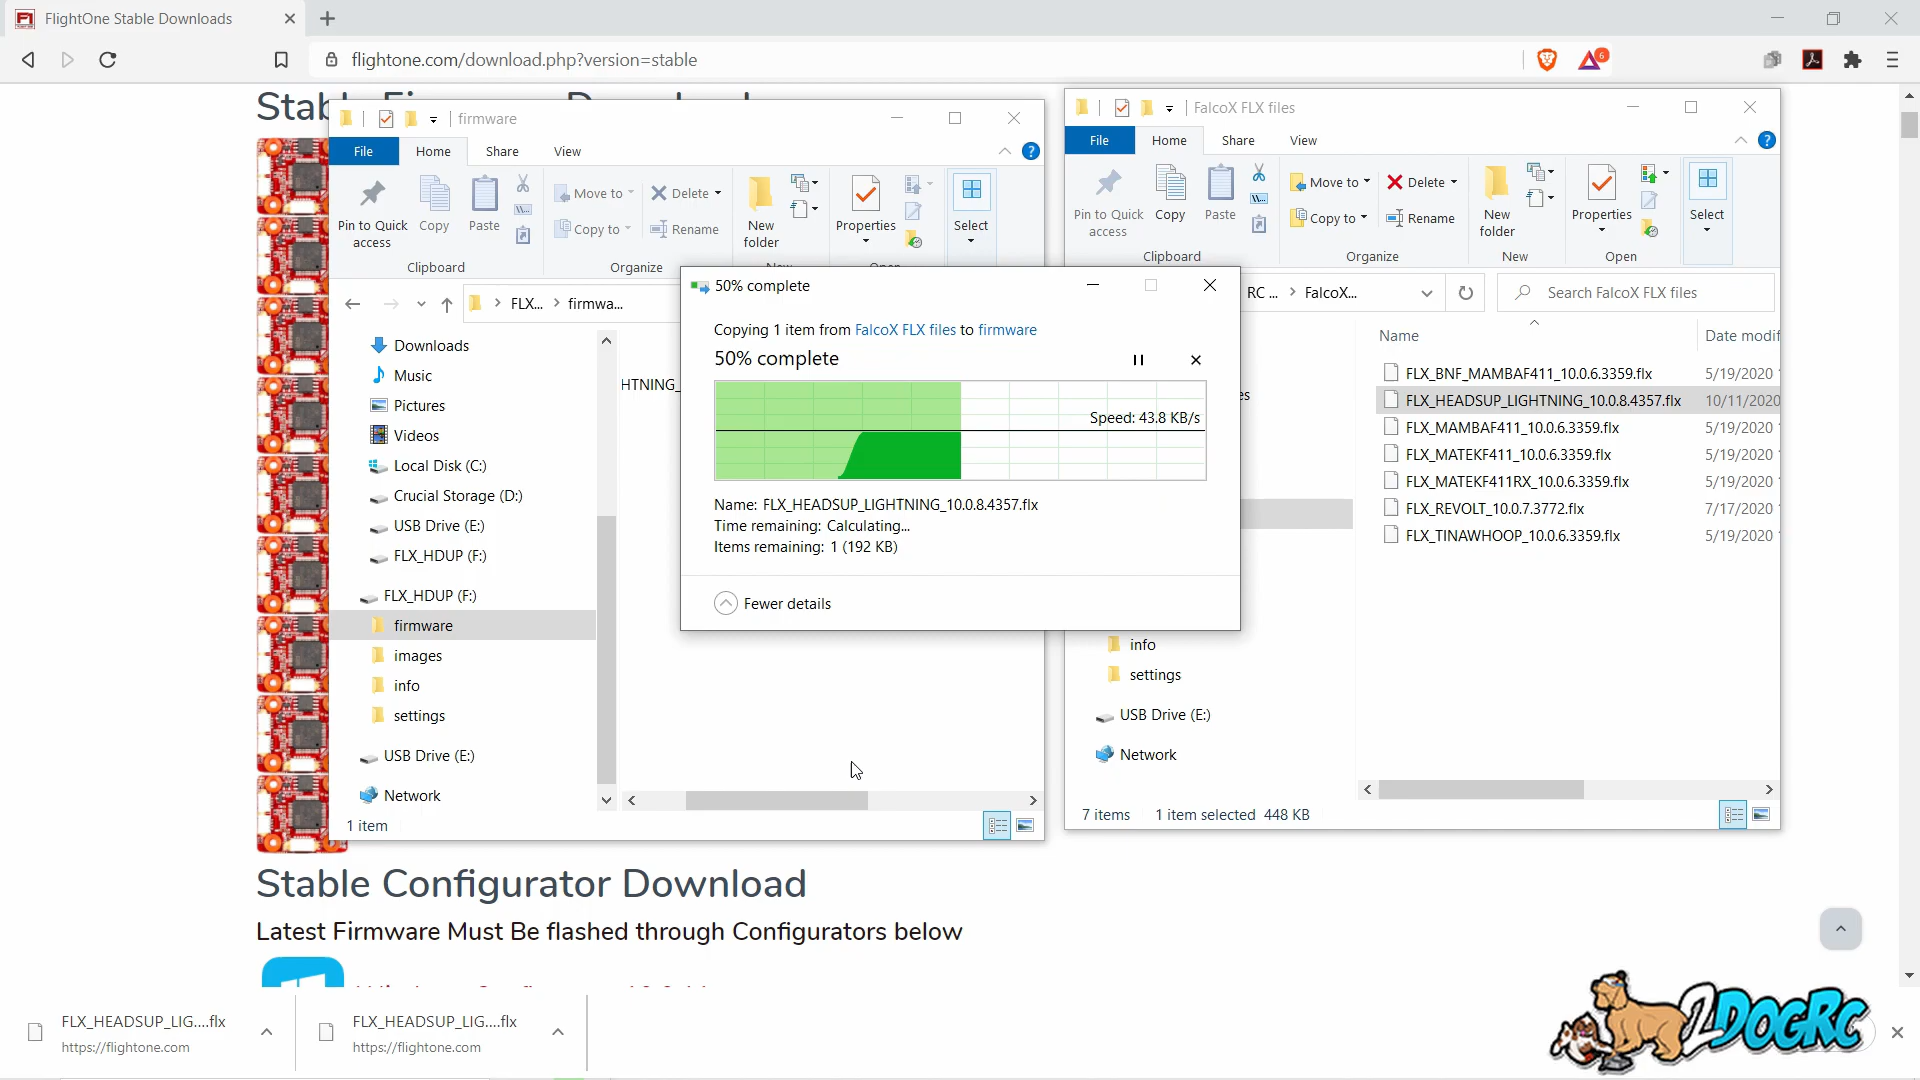 FlightOne Stable Downloads
flightone.com/download.php?version=stable
6
firmware
File
Home
Share
View
Pin to Quick access
Copy
Paste
Clipboard
Move to
Copy to
Delete
Rename
Organize
New folder
Properties
Select
FLX...
firmwa...
Downloads
Music
Pictures
Videos
Local Disk (C:)
Crucial Storage (D:)
USB Drive (E:)
FLX_HDUP (F:)
FLX_HDUP (F:)
firmware
images
info
settings
USB Drive (E:)
Network
1 item
HTNING_
50% complete
Copying 1 item from FalcoX FLX files to firmware
50% complete
Speed: 43.8 KB/s
Name: FLX_HEADSUP_LIGHTNING_10.0.8.4357.flx
Time remaining: Calculating...
Items remaining: 1 (192 KB)
Fewer details
FalcoX FLX files
File
Home
Share
View
Pin to Quick access
Copy
Paste
Clipboard
Move to
Copy to
Delete
Rename
Organize
New folder
New
Properties
Open
Select
RC ...
FalcoX...
Search FalcoX FLX files
Name
Date modif
FLX_BNF_MAMBAF411_10.0.6.3359.flx 5/19/2020
FLX_HEADSUP_LIGHTNING_10.0.8.4357.flx 10/11/2020
FLX_MAMBAF411_10.0.6.3359.flx 5/19/2020
FLX_MATEKF411_10.0.6.3359.flx 5/19/2020
FLX_MATEKF411RX_10.0.6.3359.flx 5/19/2020
FLX_REVOLT_10.0.7.3772.flx 7/17/2020
FLX_TINAWHOOP_10.0.6.3359.flx 5/19/2020
es
info
settings
USB Drive (E:)
Network
7 items
1 item selected 448 KB
Stable Configurator Download
Latest Firmware Must Be flashed through Configurators below
FLX_HEADSUP_LIG....flx
https://flightone.com
FLX_HEADSUP_LIG....flx
https://flightone.com
2DOGRC